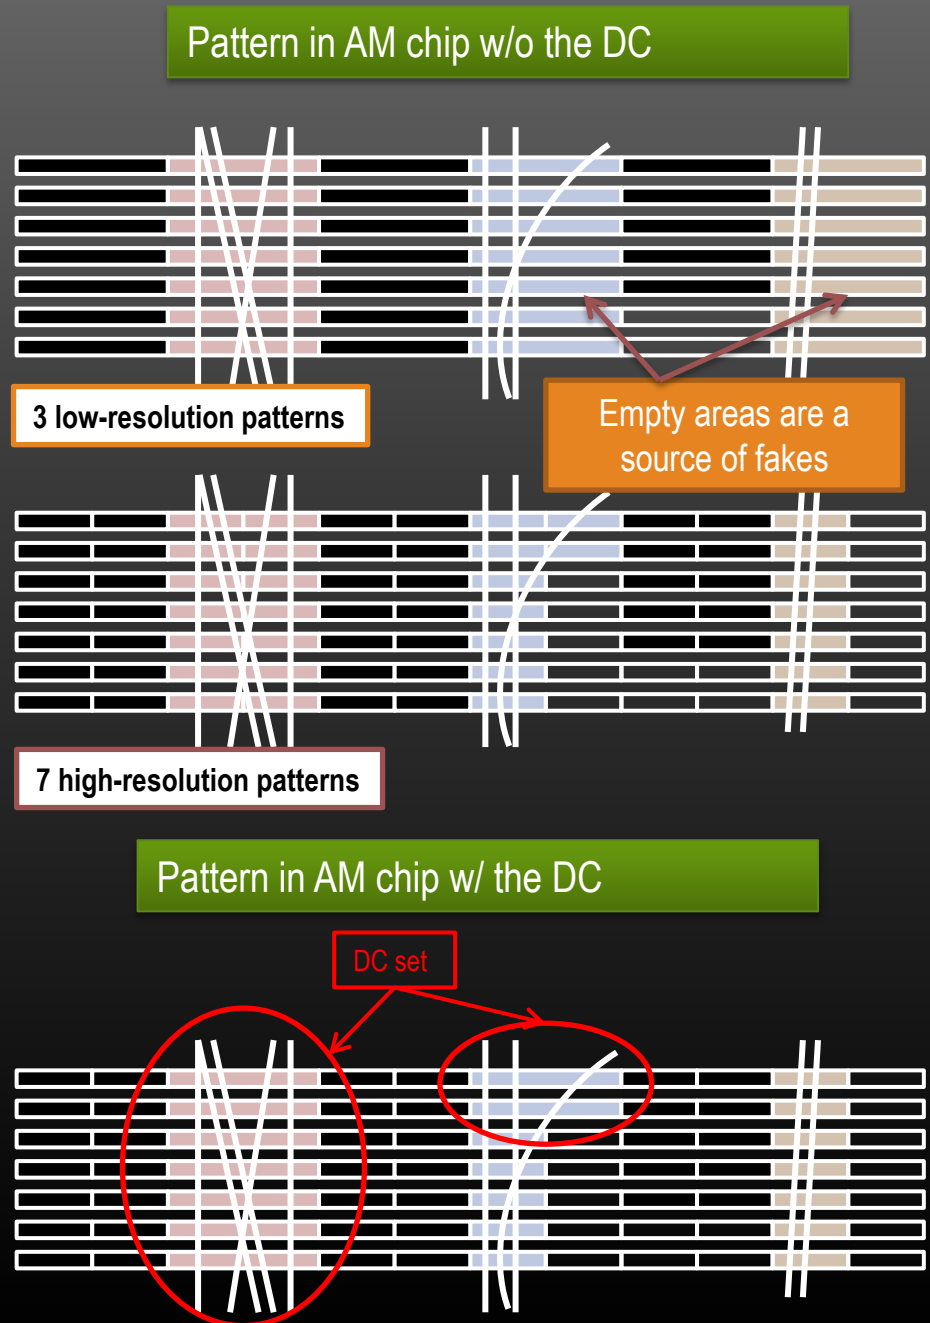 Pattern in AM chip w/o the DC
3 low-resolution patterns
Empty areas are a
source of fakes
7 high-resolution patterns
Pattern in AM chip w/ the DC
DC set